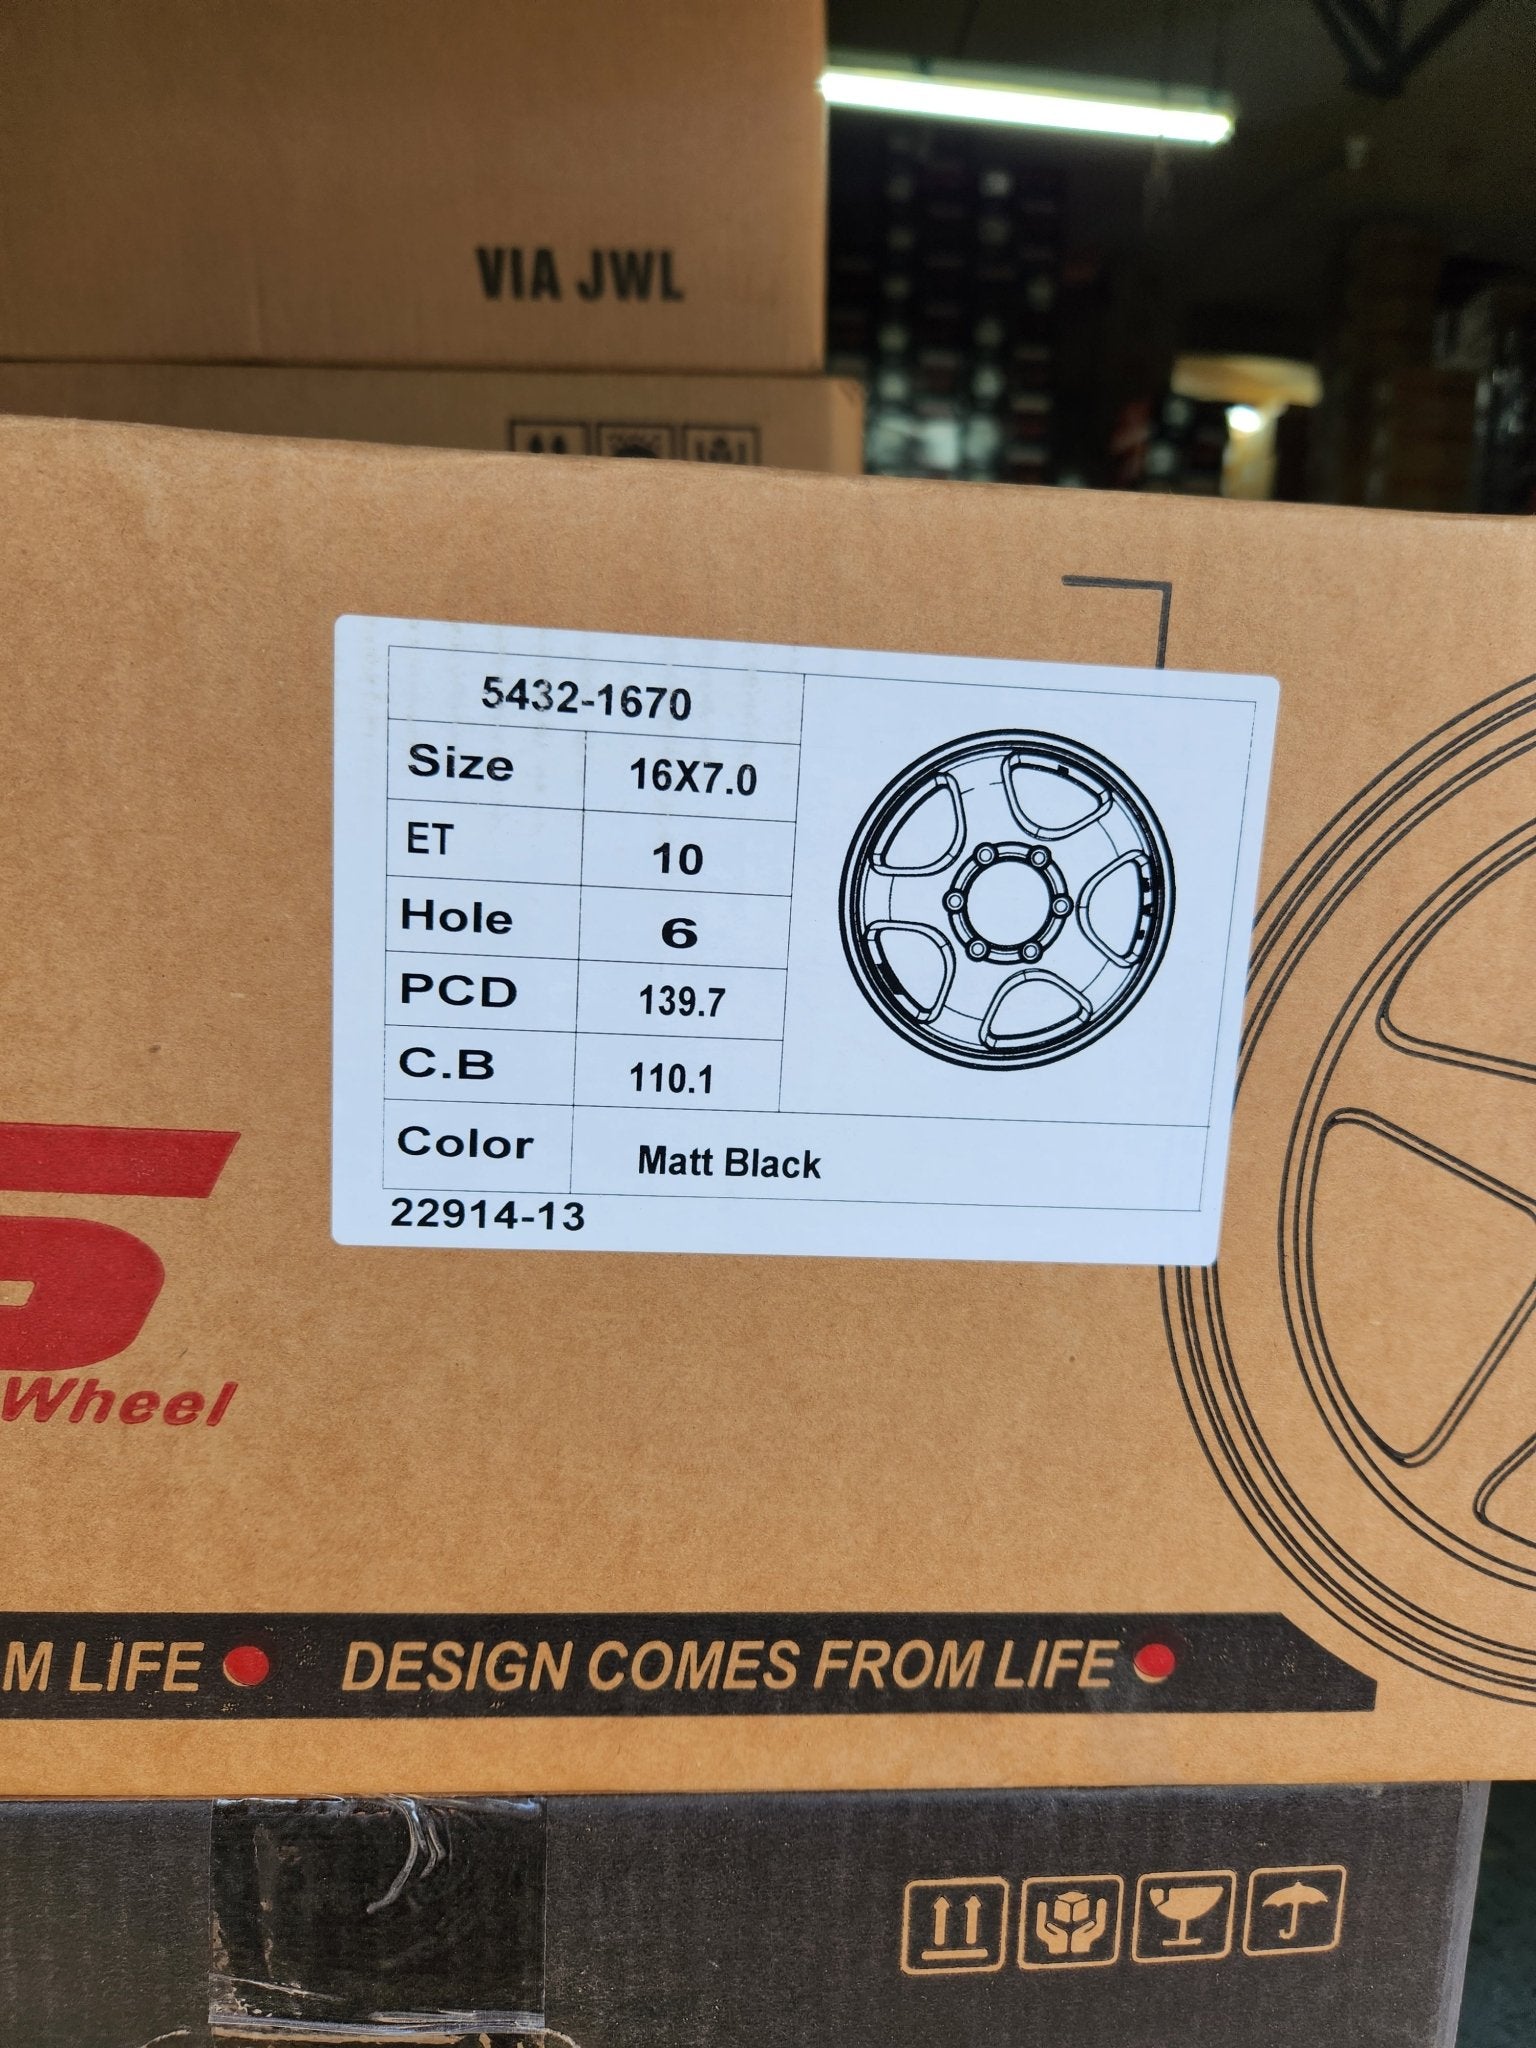 VIA JWL
5432-1670
Size 16X7.0
ET 10
Hole 6
PCD 139.7
C.B 110.1
Color Matt Black
22914-13
Wheel
M LIFE DESIGN COMES FROM LIFE